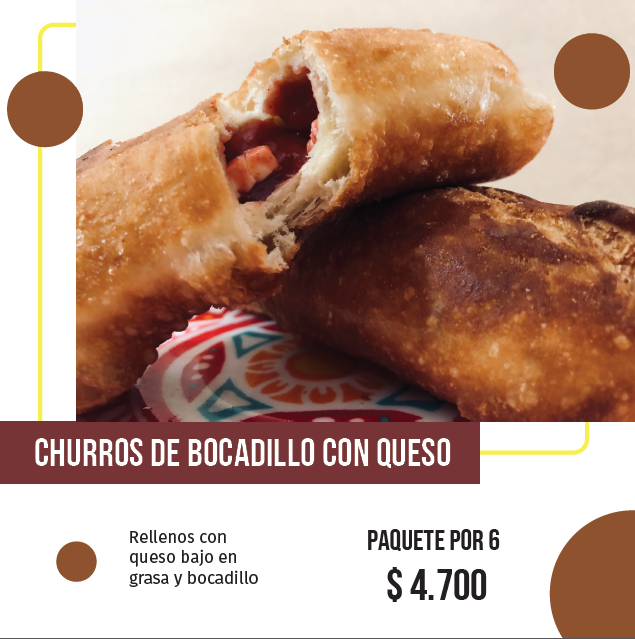 CHURROS DE BOCADILLO CON QUESO
Rellenos con
queso bajo en
grasa y bocadillo
PAQUETE POR 6
$ 4.700